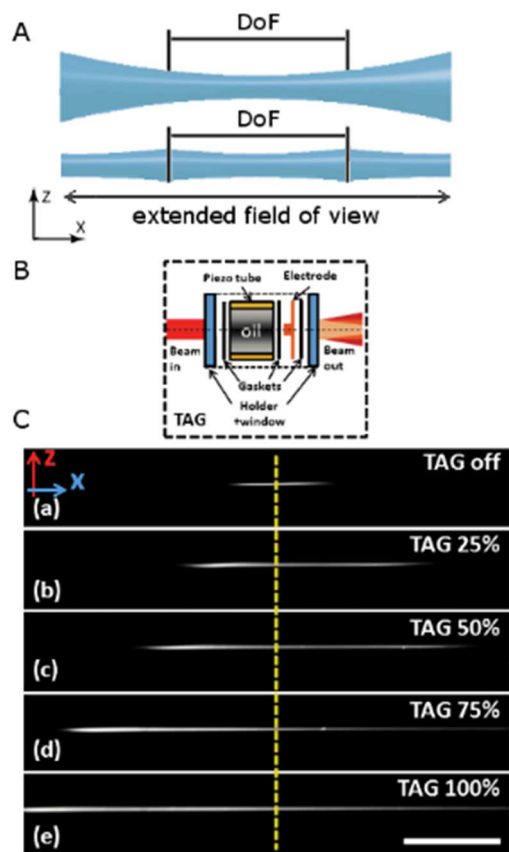 A
DoF
DoF
Z
X
extended field of view
B
Piezo tube
Electrode
oil
Beam
in
Beam
out
Gaskets
Holder
+window
TAG
C
Z
X
TAG off
(a)
TAG 25%
(b)
TAG 50%
(c)
TAG 75%
(d)
TAG 100%
(e)